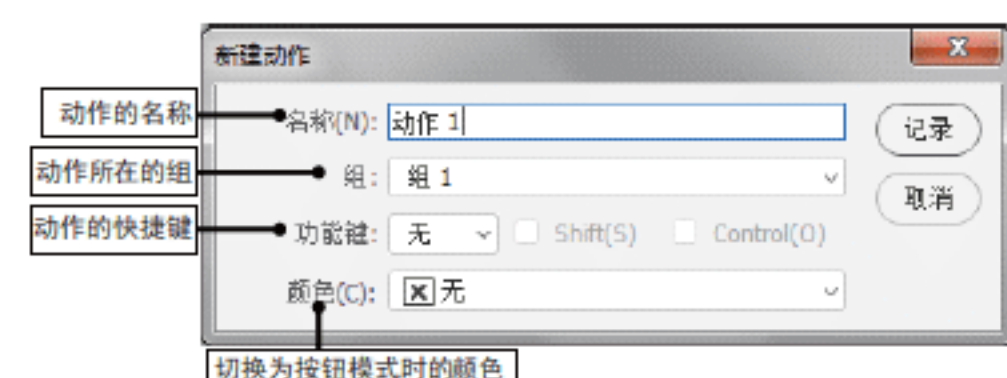 新建动作
动作的名称
名称(N): 动作 1
记录
动作所在的组
组: 组 1
取消
动作的快捷键
功能键: 无 Shift(S) Control(O)
颜色(C): 无
切换为按钮模式时的颜色